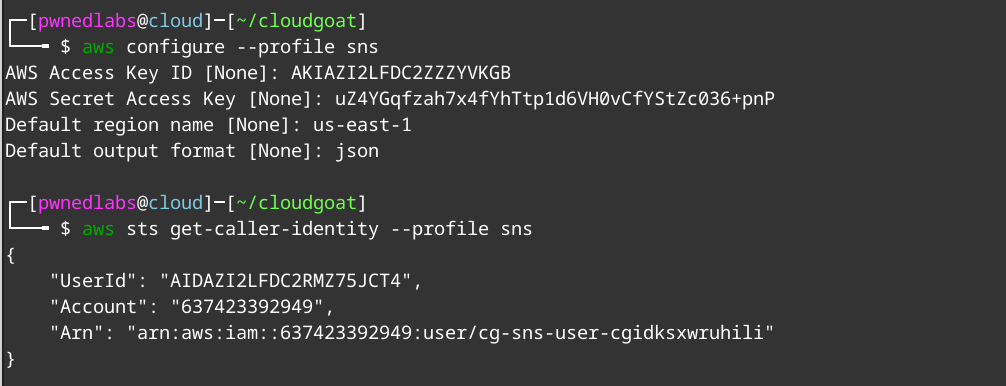 ┌─[pwnedlabs@cloud]─[~/cloudgoat]
└──╼ $ aws configure --profile sns
AWS Access Key ID [None]: AKIAZI2LFDC2ZZZYVKGB
AWS Secret Access Key [None]: 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
Default region name [None]: us-east-1
Default output format [None]: json

┌─[pwnedlabs@cloud]─[~/cloudgoat]
└──╼ $ aws sts get-caller-identity --profile sns
{
    "UserId": "AIDAZI2LFDC2RMZ75JCT4",
    "Account": "637423392949",
    "Arn": "arn:aws:iam::637423392949:user/cg-sns-user-cgidksxwruhili"
}